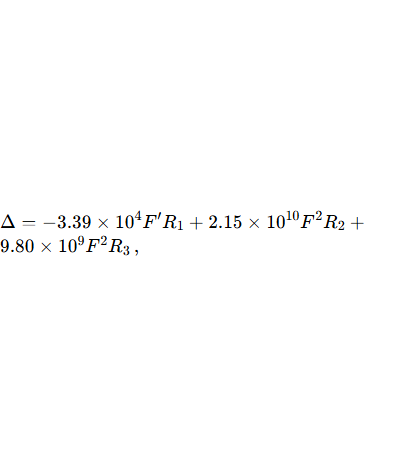 Δ = −3.39 × 10⁴F′R₁ + 2.15 × 10¹⁰F²R₂ +
9.80 × 10⁹F²R₃ ,